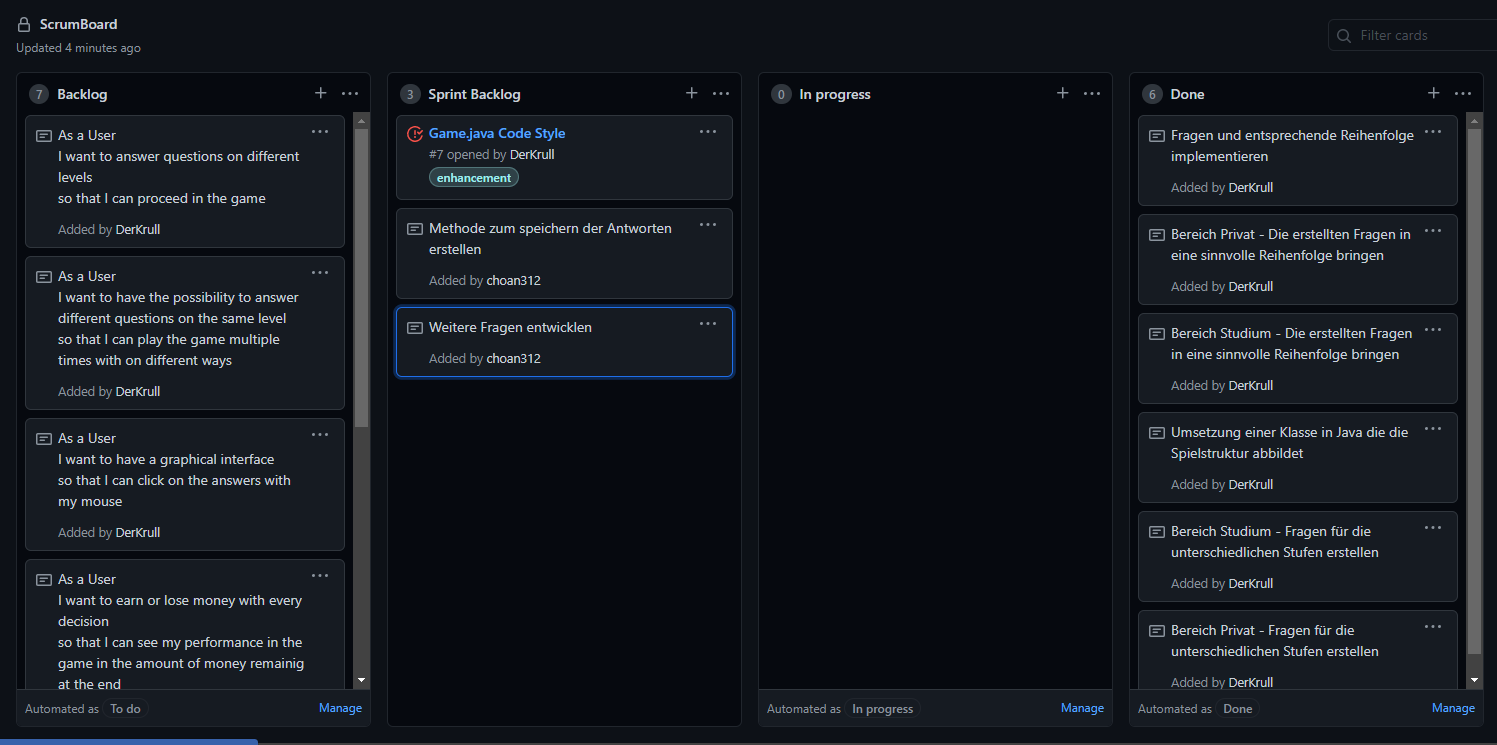 ScrumBoard
Updated 4 minutes ago
Filter cards
7 Backlog
As a User
I want to answer questions on different
levels
so that I can proceed in the game
Added by DerKrull
As a User
I want to have the possibility to answer
different questions on the same level
so that I can play the game multiple
times with on different ways
Added by DerKrull
As a User
I want to have a graphical interface
so that I can click on the answers with
my mouse
Added by DerKrull
As a User
I want to earn or lose money with every
decision
so that I can see my performance in the
game in the amount of money remainig
at the end
Automated as To do
Manage
3 Sprint Backlog
Game.java Code Style
#7 opened by DerKrull
enhancement
Methode zum speichern der Antworten
erstellen
Added by choan312
Weitere Fragen entwicklen
Added by choan312
0 In progress
Automated as In progress
Manage
6 Done
Fragen und entsprechende Reihenfolge
implementieren
Added by DerKrull
Bereich Privat - Die erstellten Fragen in
eine sinnvolle Reihenfolge bringen
Added by DerKrull
Bereich Studium - Die erstellten Fragen
in eine sinnvolle Reihenfolge bringen
Added by DerKrull
Umsetzung einer Klasse in Java die die
Spielstruktur abbildet
Added by DerKrull
Bereich Studium - Fragen für die
unterschiedlichen Stufen erstellen
Added by DerKrull
Bereich Privat - Fragen für die
unterschiedlichen Stufen erstellen
Added by DerKrull
Automated as Done
Manage